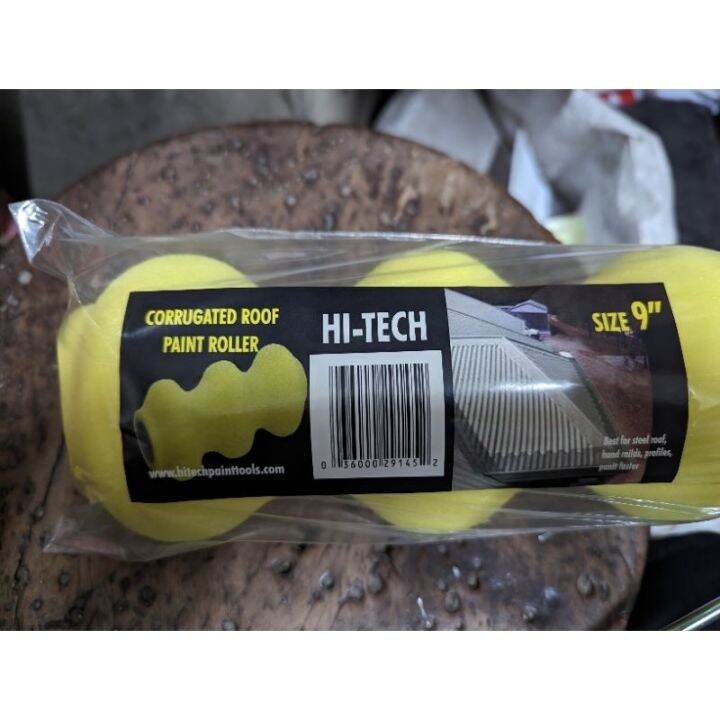 CORRUGATED ROOF
PAINT ROLLER
www.hitechpainttools.com
HI-TECH
0 36000 29145 2
SIZE 9"
Best for steel roof,
hand raild&, profiles,
paint faster